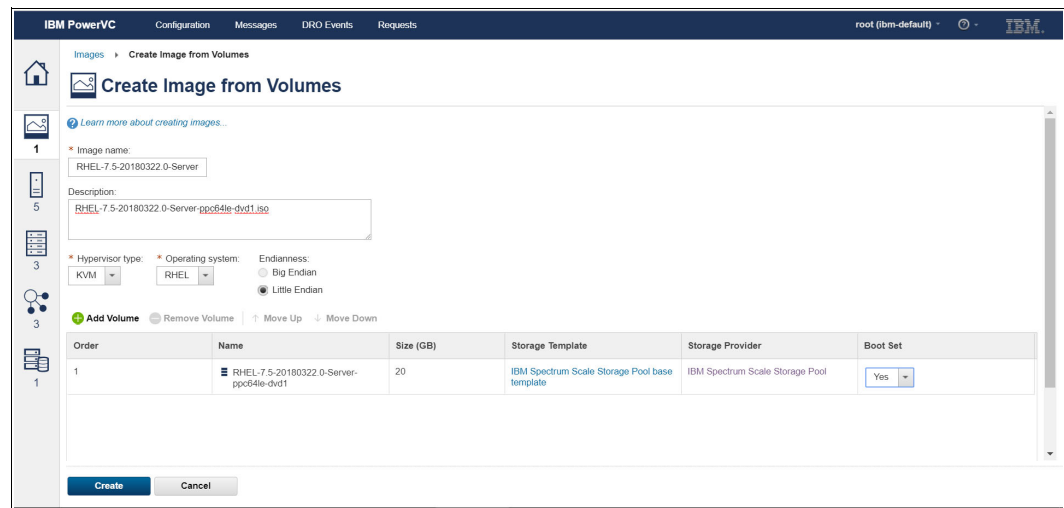 IBM PowerVC Configuration Messages DRO Events Requests root (ibm-default) IBM.
Images Create Image from Volumes
Create Image from Volumes
Learn more about creating images...
1
* Image name:
RHEL-7.5-20180322.0-Server
5
Description:
RHEL-7.5-20180322.0-Server-ppc64le-dvd1.iso
3
* Hypervisor type: * Operating system: Endianness:
KVM RHEL Big Endian
Little Endian
3
Add Volume Remove Volume Move Up Move Down
Order Name Size (GB) Storage Template Storage Provider Boot Set
1 RHEL-7.5-20180322.0-Server- 20 IBM Spectrum Scale Storage Pool base IBM Spectrum Scale Storage Pool Yes
ppc64le-dvd1 template
1
Create Cancel